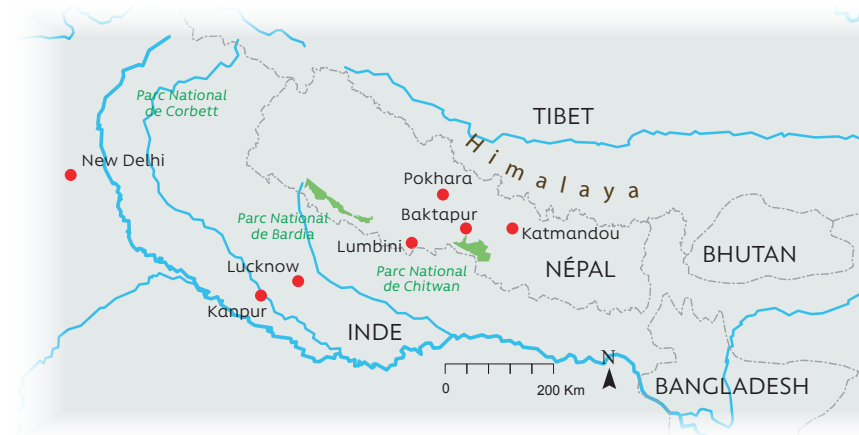 Parc National
de Corbett
TIBET
Himalaya
New Delhi
Pokhara
Baktapur
Parc National
de Bardia
Lumbini
Katmandou
BHUTAN
NÉPAL
Parc National
de Chitwan
Lucknow
Kanpur
INDE
N
0
200 Km
BANGLADESH